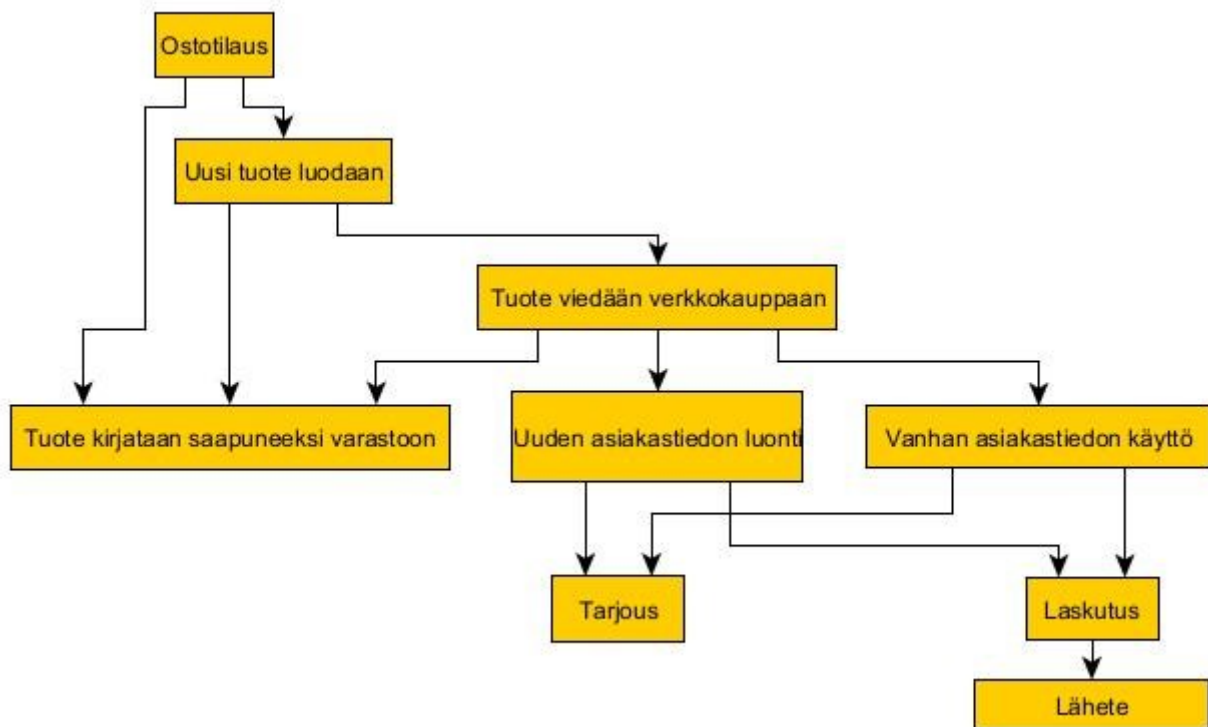 Ostotilaus
Uusi tuote luodaan
Tuote viedään verkkokauppaan
Tuote kirjataan saapuneeksi varastoon
Uuden asiakastiedon luonti
Vanhan asiakastiedon käyttö
Tarjous
Laskutus
Lähete